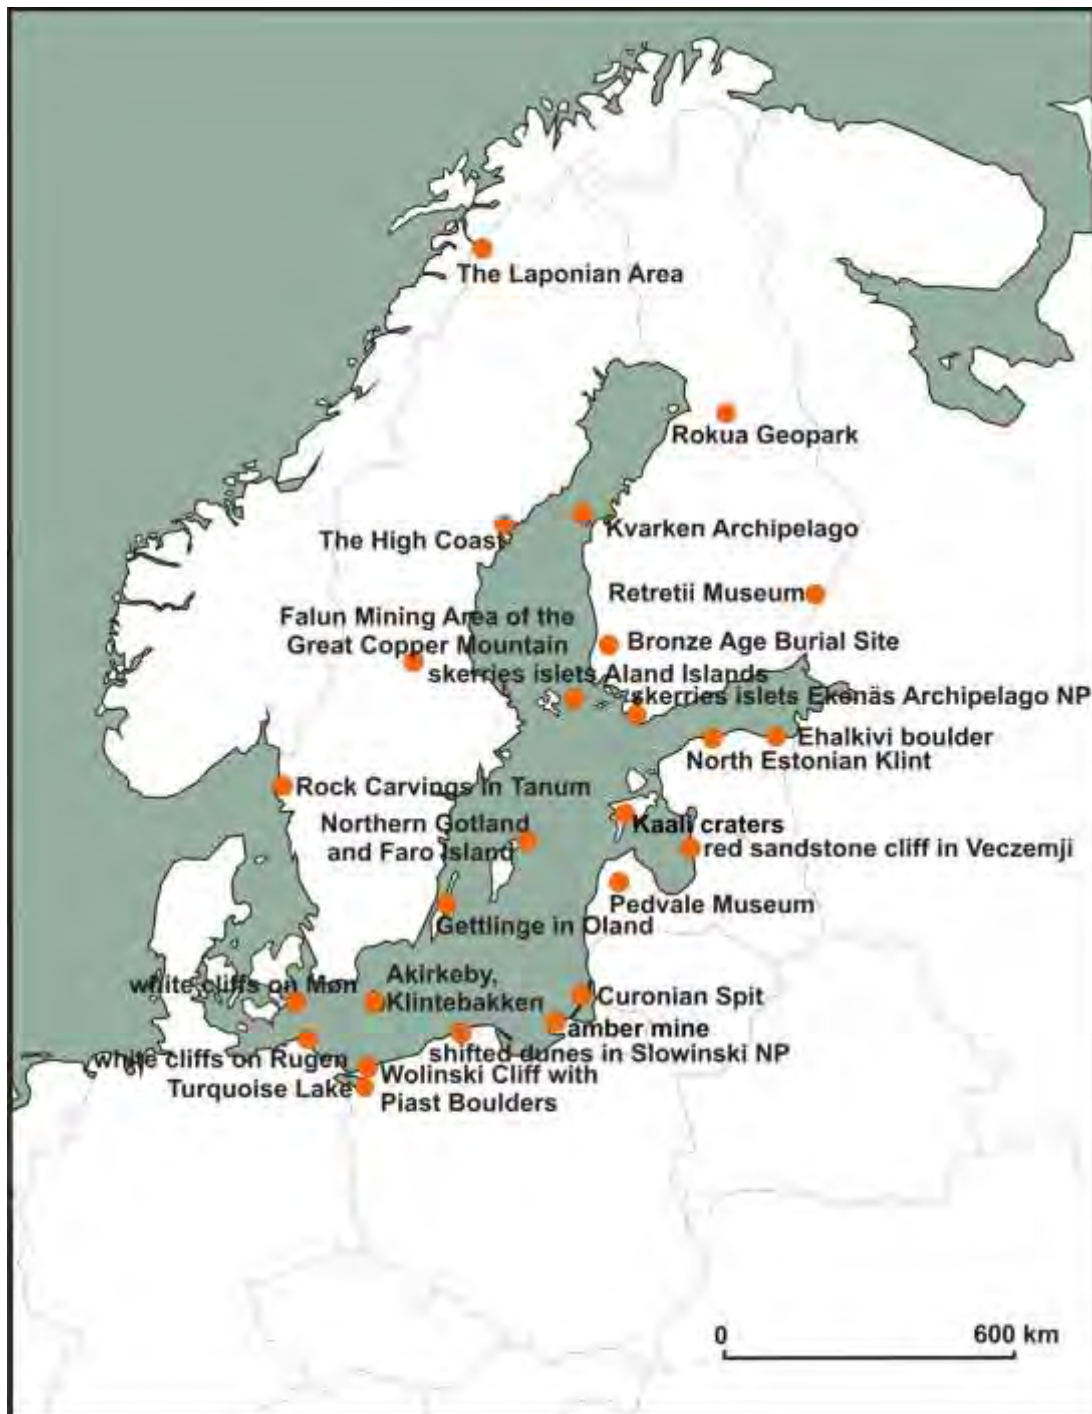 The Laponian Area
Rokua Geopark
The High Coast
Kvarken Archipelago
Retretii Museum
Falun Mining Area of the
Great Copper Mountain
Bronze Age Burial Site
skerries islets Aland Islands
skerries islets Ekenäs Archipelago NP
Ehalkivi boulder
North Estonian Klint
Rock Carvings in Tanum
Northern Gotland
and Faro Island
Kaali craters
red sandstone cliff in Veczemji
Pedvale Museum
Gettlinge in Oland
white cliffs on Møn
Akirkeby,
Klintebakken
Curonian Spit
amber mine
shifted dunes in Slowinski NP
white cliffs on Rugen
Wolinski Cliff with
Piast Boulders
Turquoise Lake
0 600 km